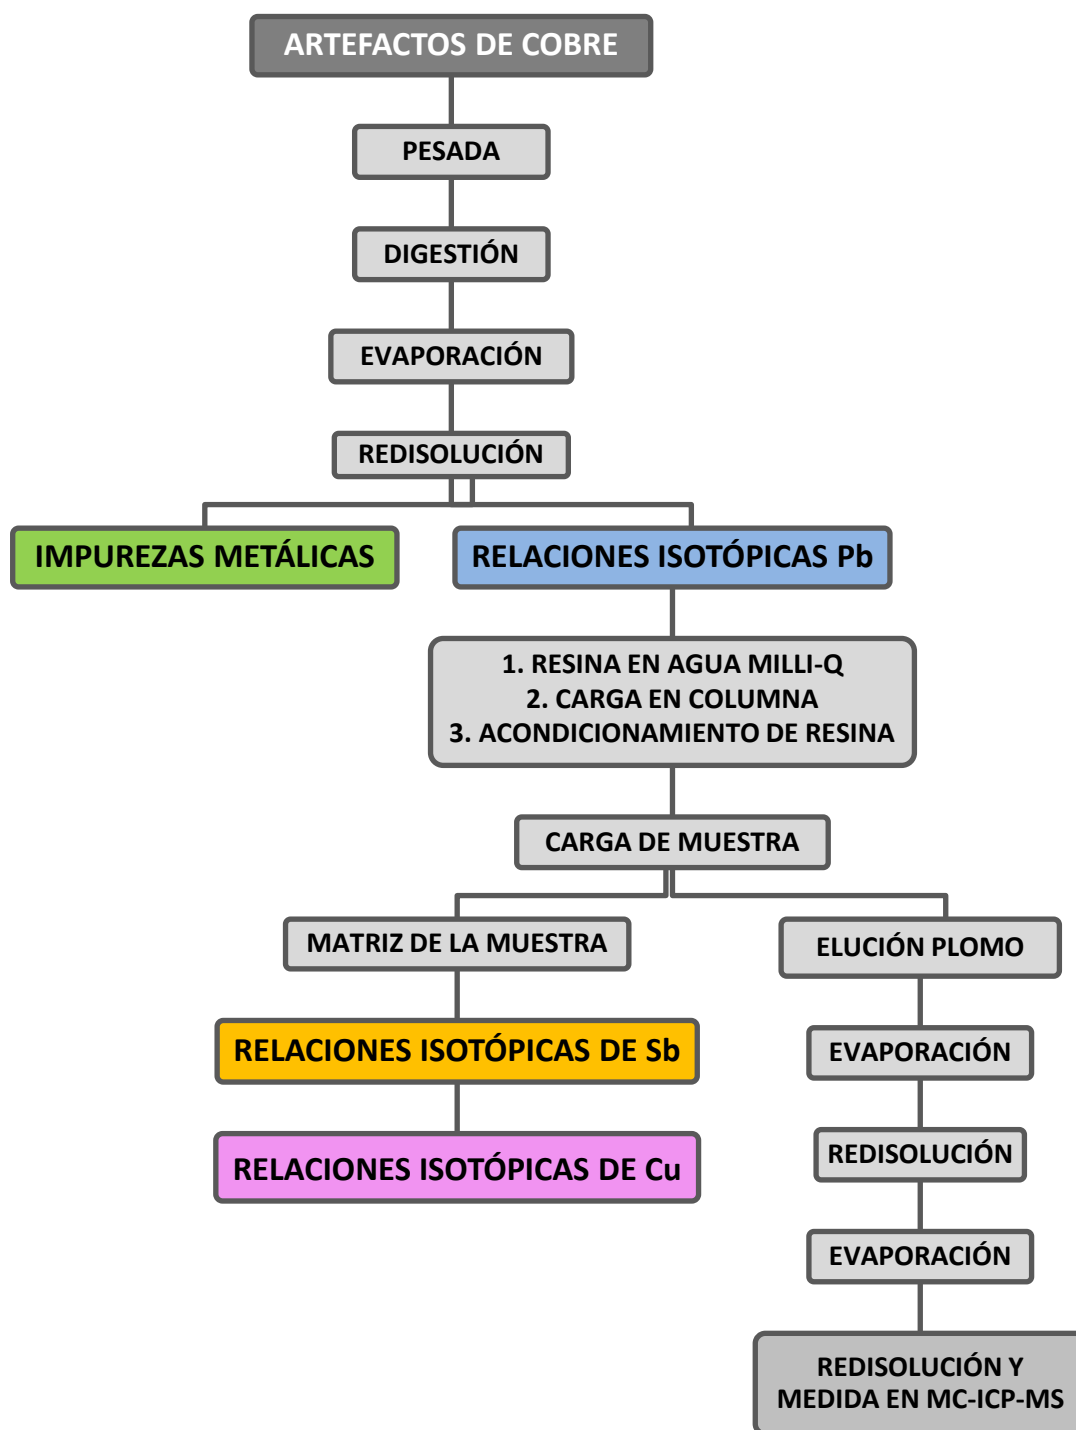 ARTEFACTOS DE COBRE
PESADA
DIGESTIÓN
EVAPORACIÓN
REDISOLUCIÓN
IMPUREZAS METÁLICAS
RELACIONES ISOTÓPICAS Pb
1. RESINA EN AGUA MILLI-Q
2. CARGA EN COLUMNA
3. ACONDICIONAMIENTO DE RESINA
CARGA DE MUESTRA
MATRIZ DE LA MUESTRA
RELACIONES ISOTÓPICAS DE Sb
RELACIONES ISOTÓPICAS DE Cu
ELUCIÓN PLOMO
EVAPORACIÓN
REDISOLUCIÓN
EVAPORACIÓN
REDISOLUCIÓN Y
MEDIDA EN MC-ICP-MS